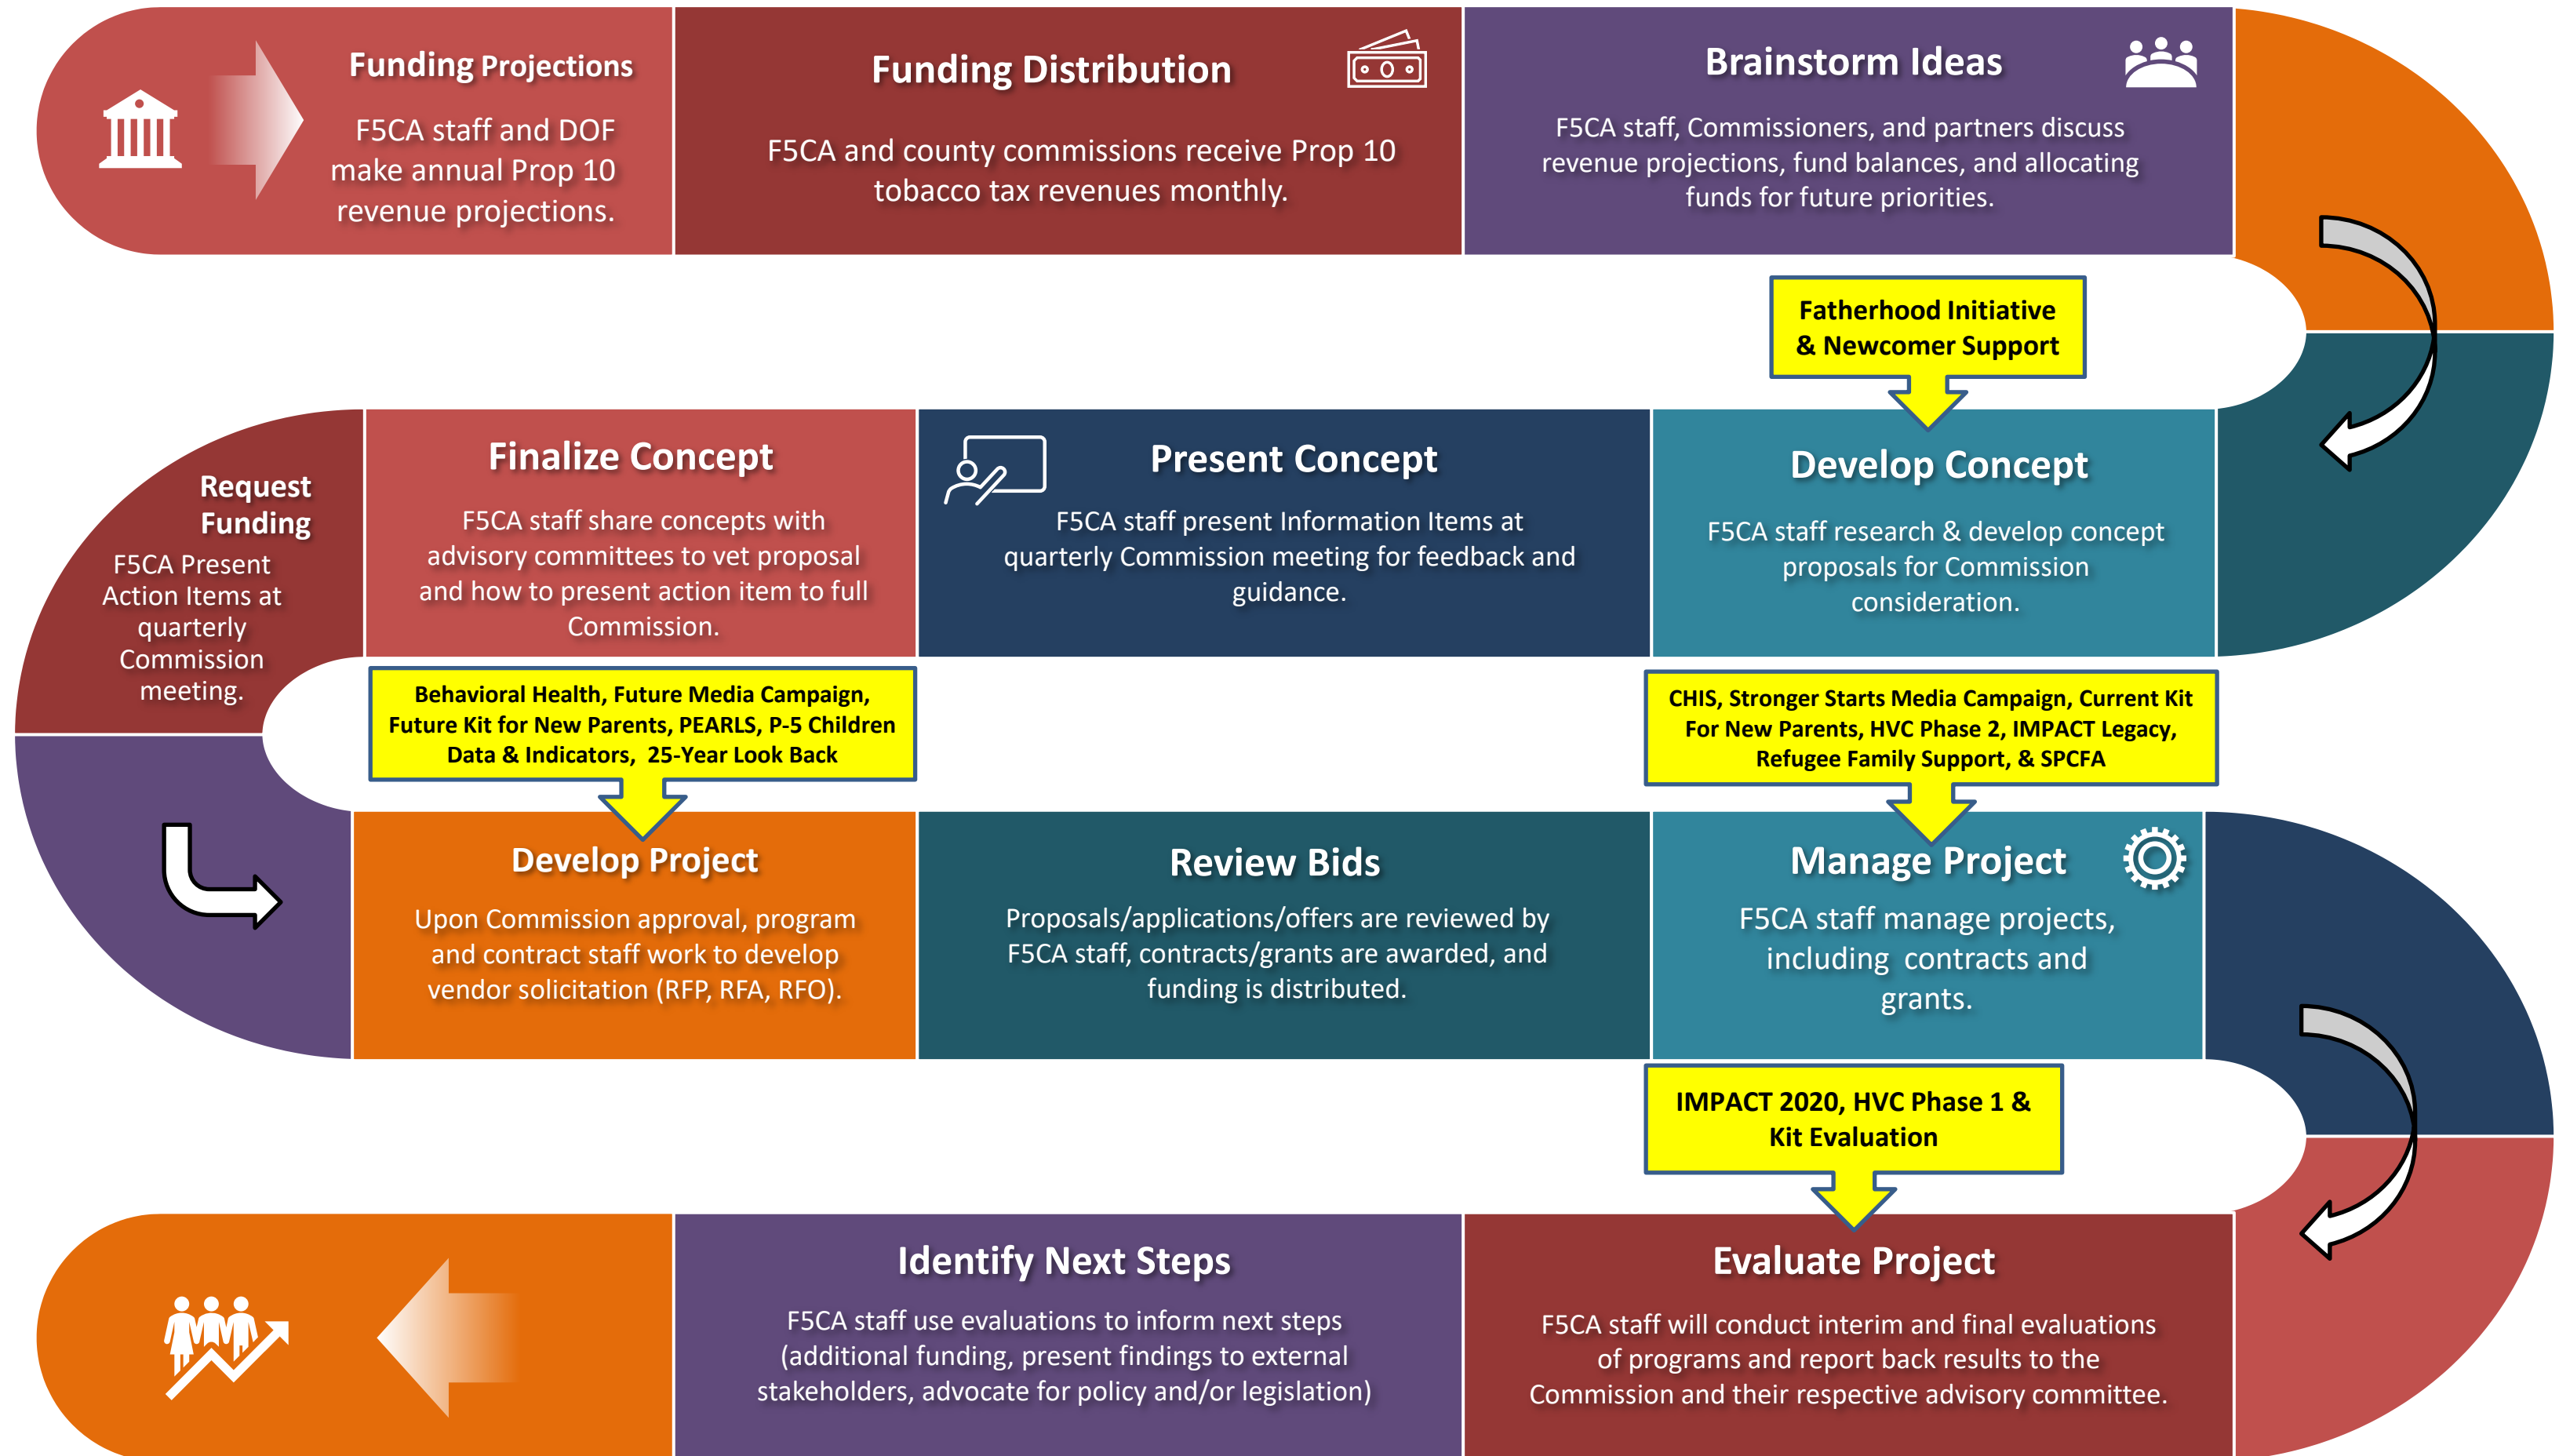 Funding Projections
F5CA staff and DOF
make annual Prop 10
revenue projections.
Funding Distribution
F5CA and county commissions receive Prop 10
tobacco tax revenues monthly.
Brainstorm Ideas
F5CA staff, Commissioners, and partners discuss
revenue projections, fund balances, and allocating
funds for future priorities.
Fatherhood Initiative
& Newcomer Support
Develop Concept
F5CA staff research & develop concept
proposals for Commission
consideration.
Present Concept
F5CA staff present Information Items at
quarterly Commission meeting for feedback and
guidance.
Finalize Concept
F5CA staff share concepts with
advisory committees to vet proposal
and how to present action item to full
Commission.
Request
Funding
F5CA Present
Action Items at
quarterly
Commission
meeting.
Behavioral Health, Future Media Campaign,
Future Kit for New Parents, PEARLS, P-5 Children
Data & Indicators, 25-Year Look Back
Develop Project
Upon Commission approval, program
and contract staff work to develop
vendor solicitation (RFP, RFA, RFO).
Review Bids
Proposals/applications/offers are reviewed by
F5CA staff, contracts/grants are awarded, and
funding is distributed.
CHIS, Stronger Starts Media Campaign, Current Kit
For New Parents, HVC Phase 2, IMPACT Legacy,
Refugee Family Support, & SPCFA
Manage Project
F5CA staff manage projects,
including contracts and
grants.
IMPACT 2020, HVC Phase 1 &
Kit Evaluation
Evaluate Project
F5CA staff will conduct interim and final evaluations
of programs and report back results to the
Commission and their respective advisory committee.
Identify Next Steps
F5CA staff use evaluations to inform next steps
(additional funding, present findings to external
stakeholders, advocate for policy and/or legislation)